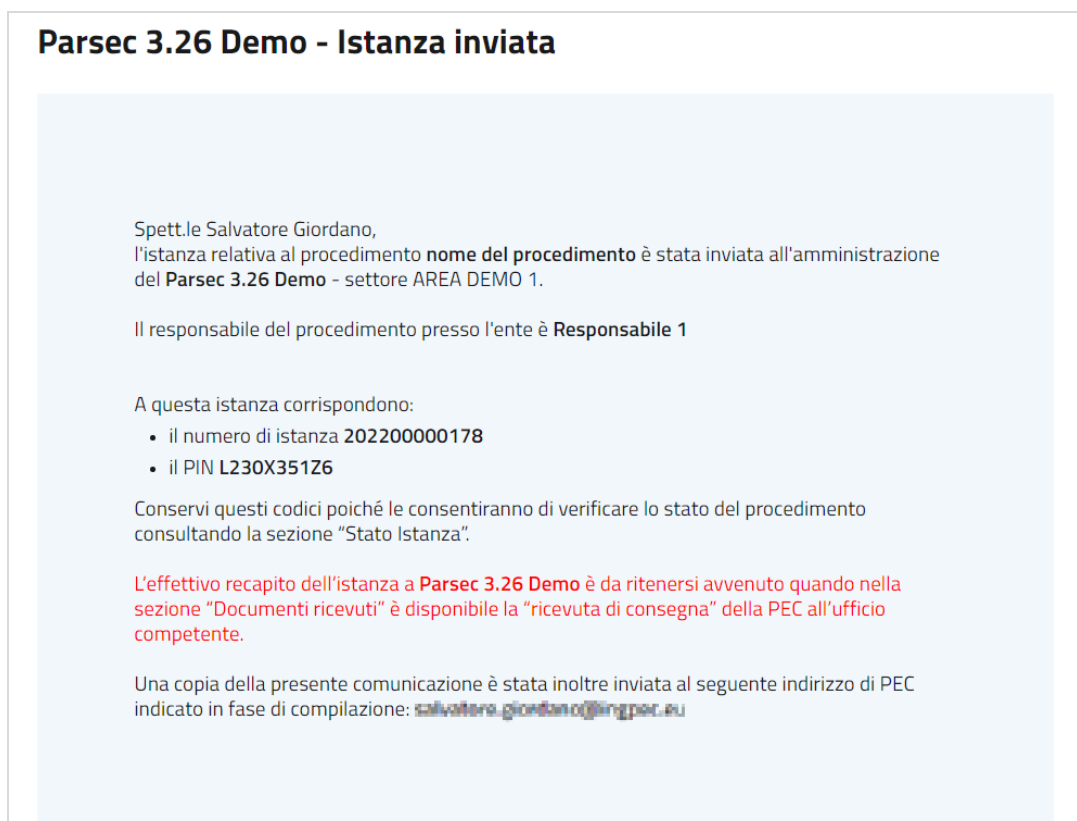 Parsec 3.26 Demo - Istanza inviata
Spett.le Salvatore Giordano,
l'istanza relativa al procedimento nome del procedimento è stata inviata all'amministrazione
del Parsec 3.26 Demo - settore AREA DEMO 1.
Il responsabile del procedimento presso l'ente è Responsabile 1
A questa istanza corrispondono:
• il numero di istanza 202200000178
• il PIN L230X351Z6
Conservi questi codici poiché le consentiranno di verificare lo stato del procedimento
consultando la sezione “Stato Istanza”.
L’effettivo recapito dell’istanza a Parsec 3.26 Demo è da ritenersi avvenuto quando nella
sezione “Documenti ricevuti” è disponibile la “ricevuta di consegna” della PEC all’ufficio
competente.
Una copia della presente comunicazione è stata inoltre inviata al seguente indirizzo di PEC
indicato in fase di compilazione: